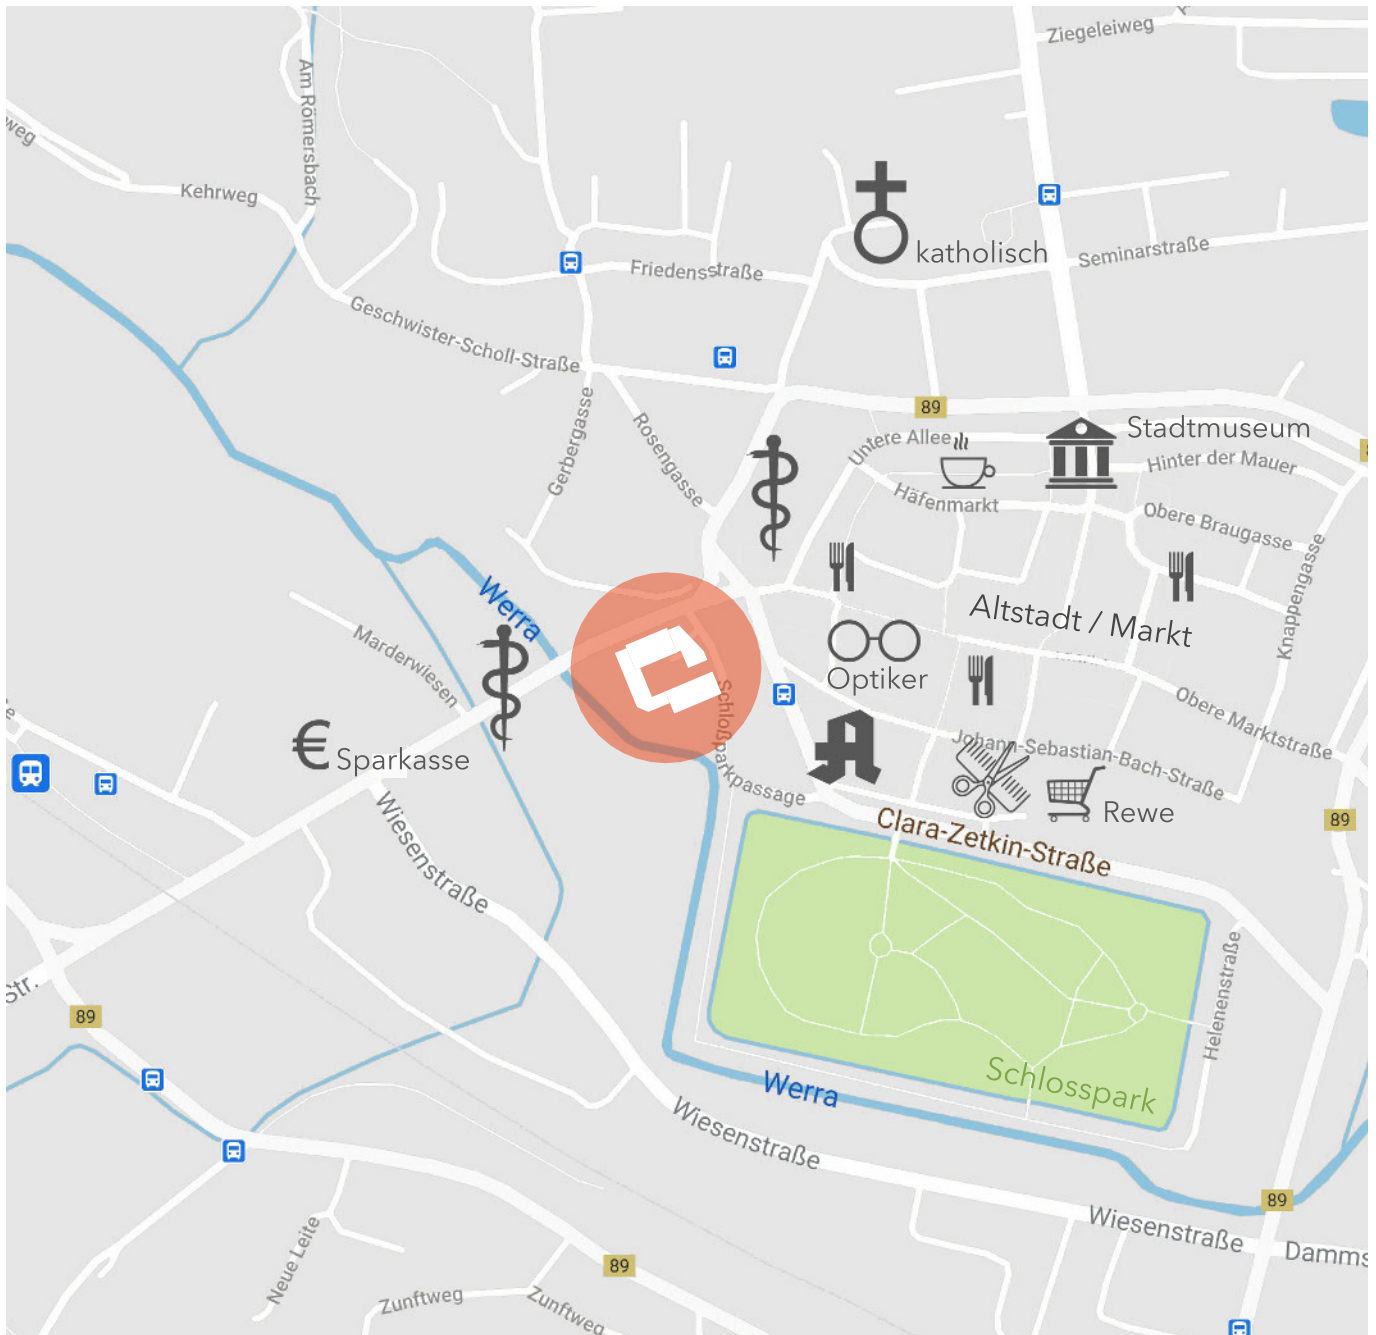 Ziegeleiweg
Am Römersbach
weg
Kehrweg
katholisch
Seminarstraße
Friedensstraße
Geschwister-Scholl-Straße
89
Stadtmuseum
Untere Allee
Hinter der Mauer
Gerbergasse
Rosengasse
Häfenmarkt
Obere Braugasse
Knappengasse
Werra
Altstadt / Markt
Marderwiesen
Optiker
Schloßparkpassage
Obere Marktstraße
€ Sparkasse
Johann-Sebastian-Bach-Straße
Rewe
Wiesenstraße
Clara-Zetkin-Straße
89
Helenenstraße
Str.
89
Schlosspark
Werra
Wiesenstraße
89
Wiesenstraße
Damms
Neue Leite
89
Zunftweg
Zunftweg